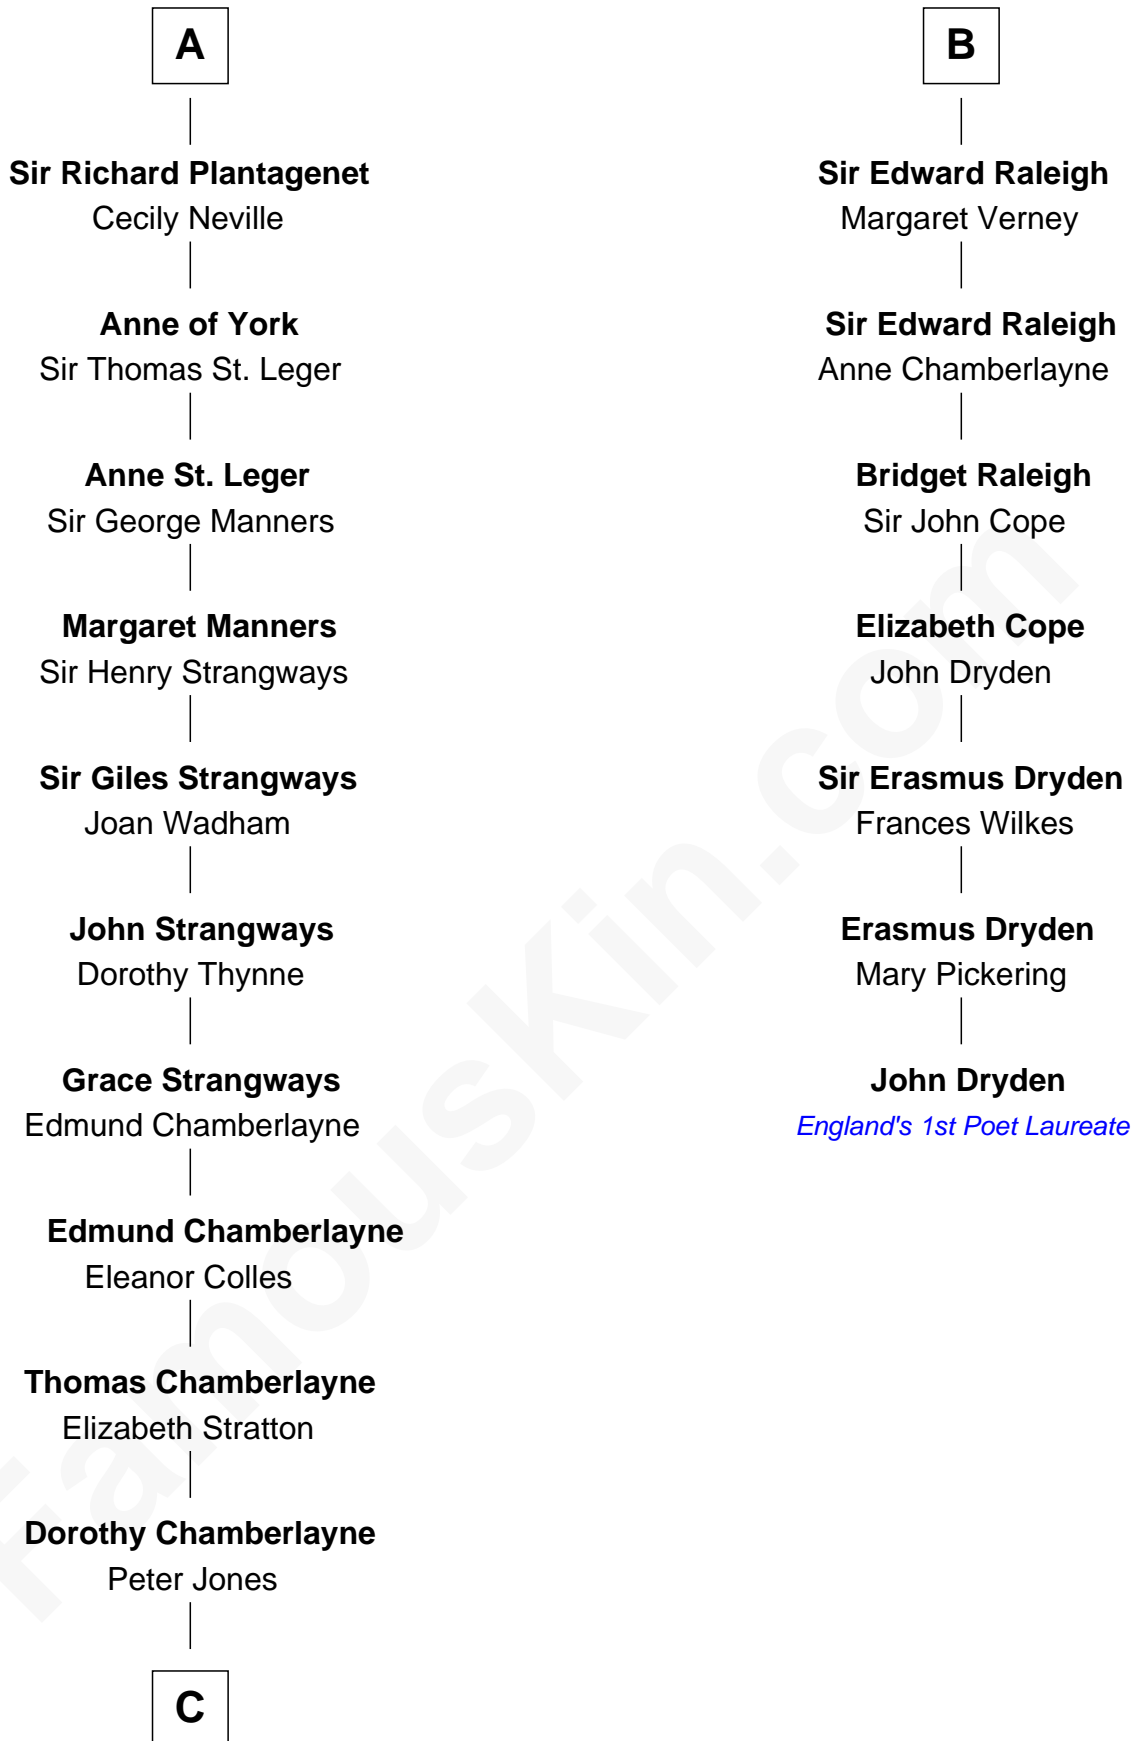 A
Sir Richard Plantagenet
Cecily Neville
Anne of York
Sir Thomas St. Leger
Anne St. Leger
Sir George Manners
Margaret Manners
Sir Henry Strangways
Sir Giles Strangways
Joan Wadham
John Strangways
Dorothy Thynne
Grace Strangways
Edmund Chamberlayne
Edmund Chamberlayne
Eleanor Colles
Thomas Chamberlayne
Elizabeth Stratton
Dorothy Chamberlayne
Peter Jones
C
B
Sir Edward Raleigh
Margaret Verney
Sir Edward Raleigh
Anne Chamberlayne
Bridget Raleigh
Sir John Cope
Elizabeth Cope
John Dryden
Sir Erasmus Dryden
Frances Wilkes
Erasmus Dryden
Mary Pickering
John Dryden
England's 1st Poet Laureate
FamousKin.com